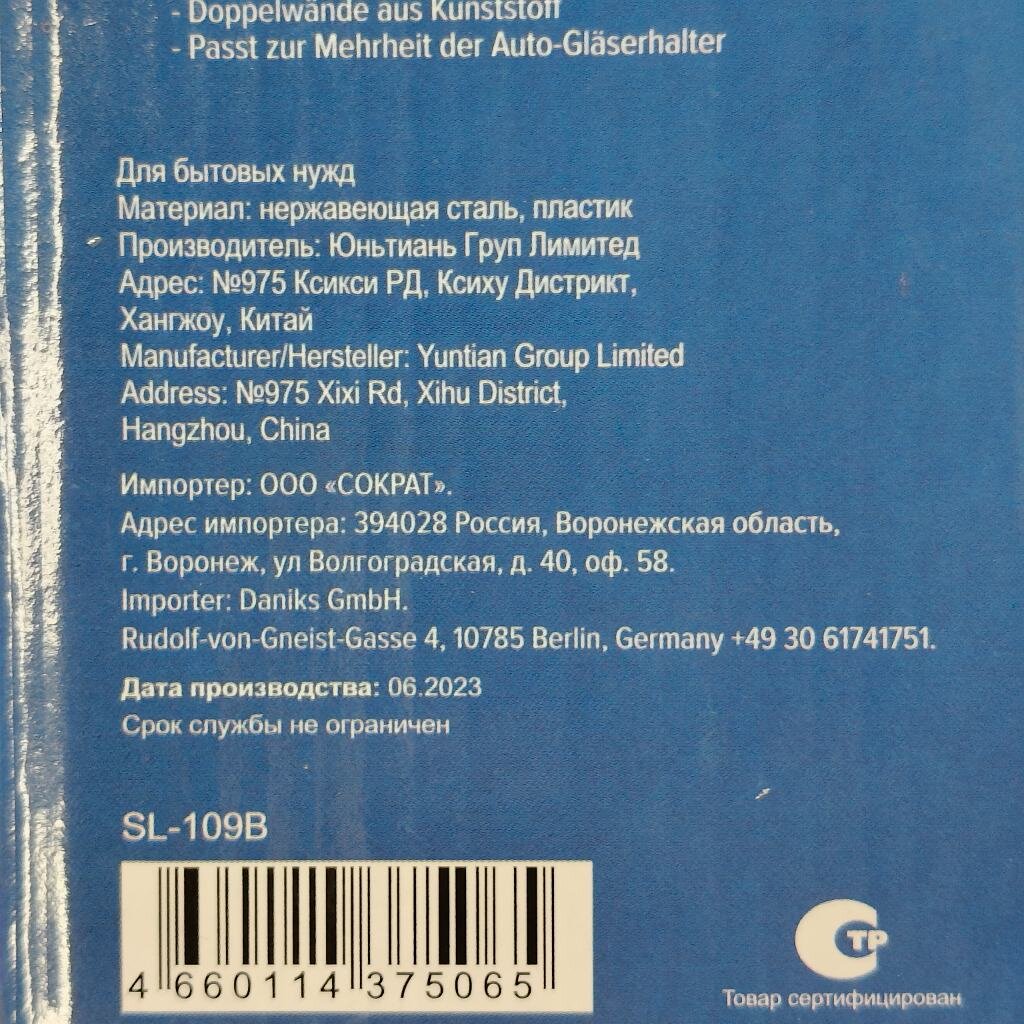 - Doppelwände aus Kunststoff
- Passt zur Mehrheit der Auto-Gläserhalter
Для бытовых нужд
Материал: нержавеющая сталь, пластик
Производитель: Юньтиань Груп Лимитед
Адрес: №975 Ксикси РД, Ксиху Дистрикт,
Хангжоу, Китай
Manufacturer/Hersteller: Yuntian Group Limited
Address: №975 Xixi Rd, Xihu District,
Hangzhou, China
Импортер: ООО «СОКРАТ».
Адрес импортера: 394028 Россия, Воронежская область,
г. Воронеж, ул Волгоградская, д. 40, оф. 58.
Importer: Daniks GmbH.
Rudolf-von-Gneist-Gasse 4, 10785 Berlin, Germany +49 30 61741751.
Дата производства: 06.2023
Срок службы не ограничен
SL-109B
4 660114 375065
СТР
Товар сертифицирован